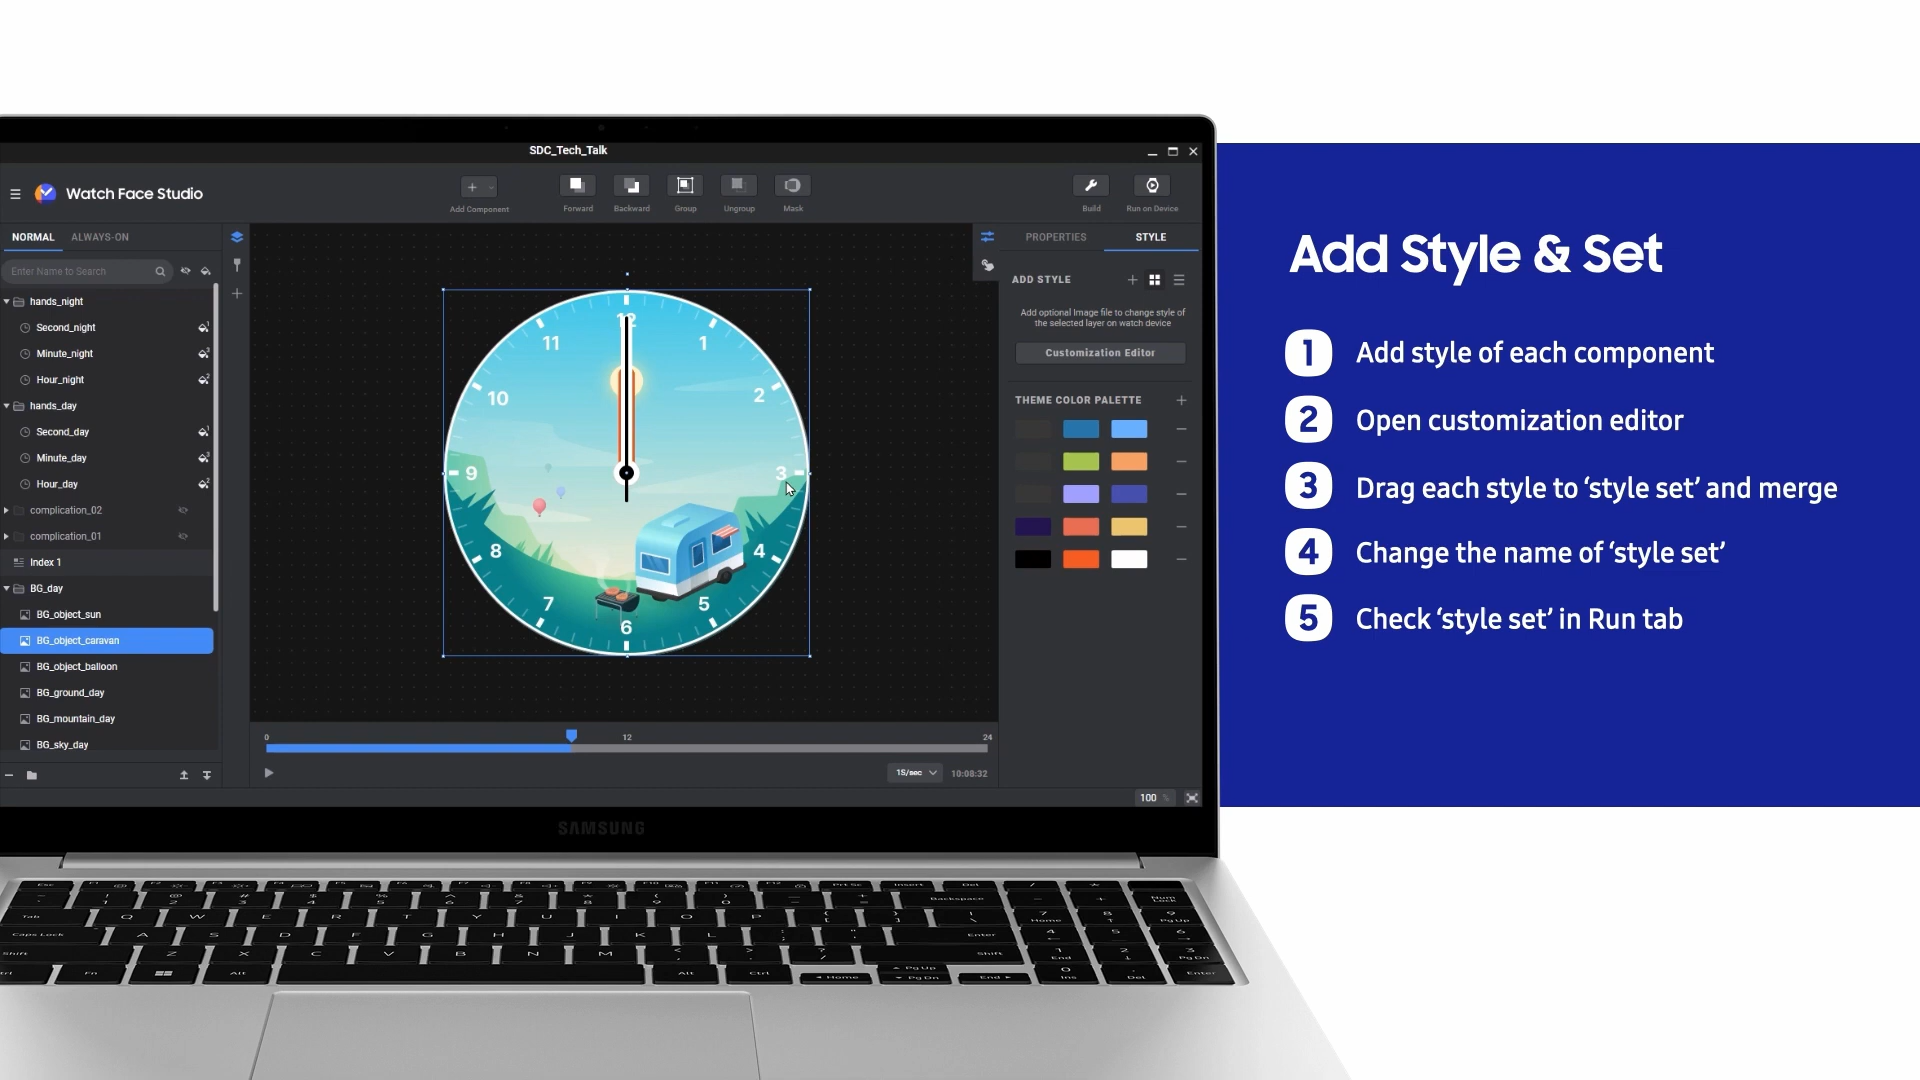 SDC_Tech_Talk
Watch Face Studio
Add Component
Forward
Backward
Group
Ungroup
Mask
Build
Run on Device
NORMAL
ALWAYS-ON
Enter Name to Search
hands_night
Second_night
Minute_night
Hour_night
hands_day
Second_day
Minute_day
Hour_day
complication_02
complication_01
Index 1
BG_day
BG_object_sun
BG_object_caravan
BG_object_balloon
BG_ground_day
BG_mountain_day
BG_sky_day
12
1
2
3
4
5
6
7
8
9
10
11
0
12
24
1S/sec
10:08:32
100 %
PROPERTIES
STYLE
ADD STYLE
Add optional Image file to change style of
the selected layer on watch device
Customization Editor
THEME COLOR PALETTE
SAMSUNG
Add Style & Set
1 Add style of each component
2 Open customization editor
3 Drag each style to ‘style set’ and merge
4 Change the name of ‘style set’
5 Check ‘style set’ in Run tab